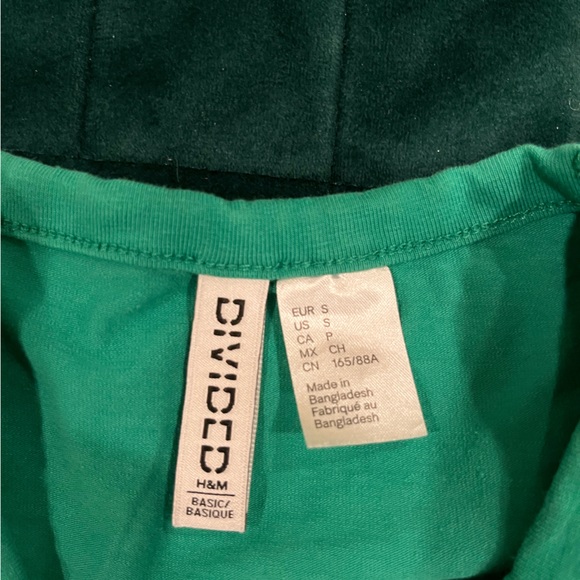 DIVIDED
H&M
BASIC/
BASIQUE
EUR S
US S
CA P
MX CH
CN 165/88A
Made in
Bangladesh
Fabriqué au
Bangladesh